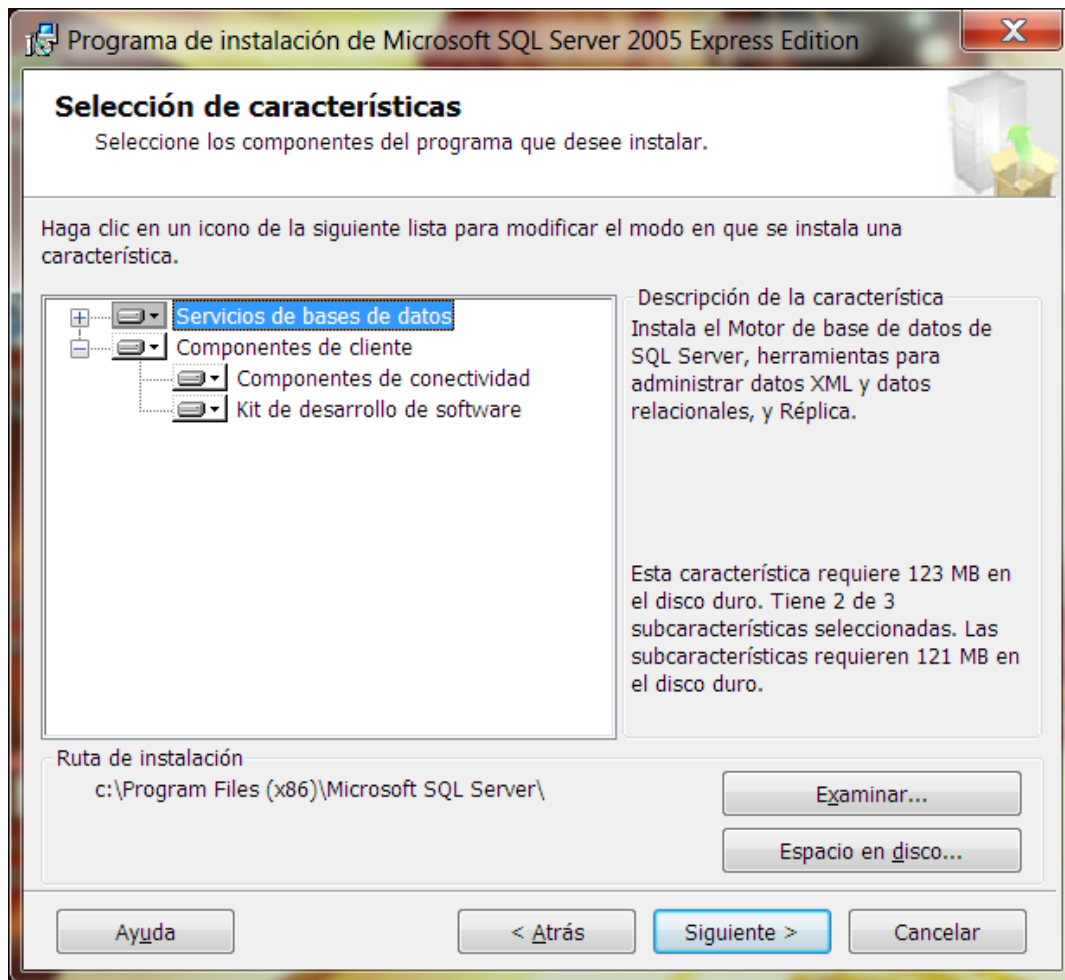 Programa de instalación de Microsoft SQL Server 2005 Express Edition
Selección de características
Seleccione los componentes del programa que desee instalar.
Haga clic en un icono de la siguiente lista para modificar el modo en que se instala una
característica.
Servicios de bases de datos
Componentes de cliente
Componentes de conectividad
Kit de desarrollo de software
Descripción de la característica
Instala el Motor de base de datos de
SQL Server, herramientas para
administrar datos XML y datos
relacionales, y Réplica.
Esta característica requiere 123 MB en
el disco duro. Tiene 2 de 3
subcaracterísticas seleccionadas. Las
subcaracterísticas requieren 121 MB en
el disco duro.
Ruta de instalación
c:\Program Files (x86)\Microsoft SQL Server\
Examinar...
Espacio en disco...
Ayuda
< Atrás
Siguiente >
Cancelar